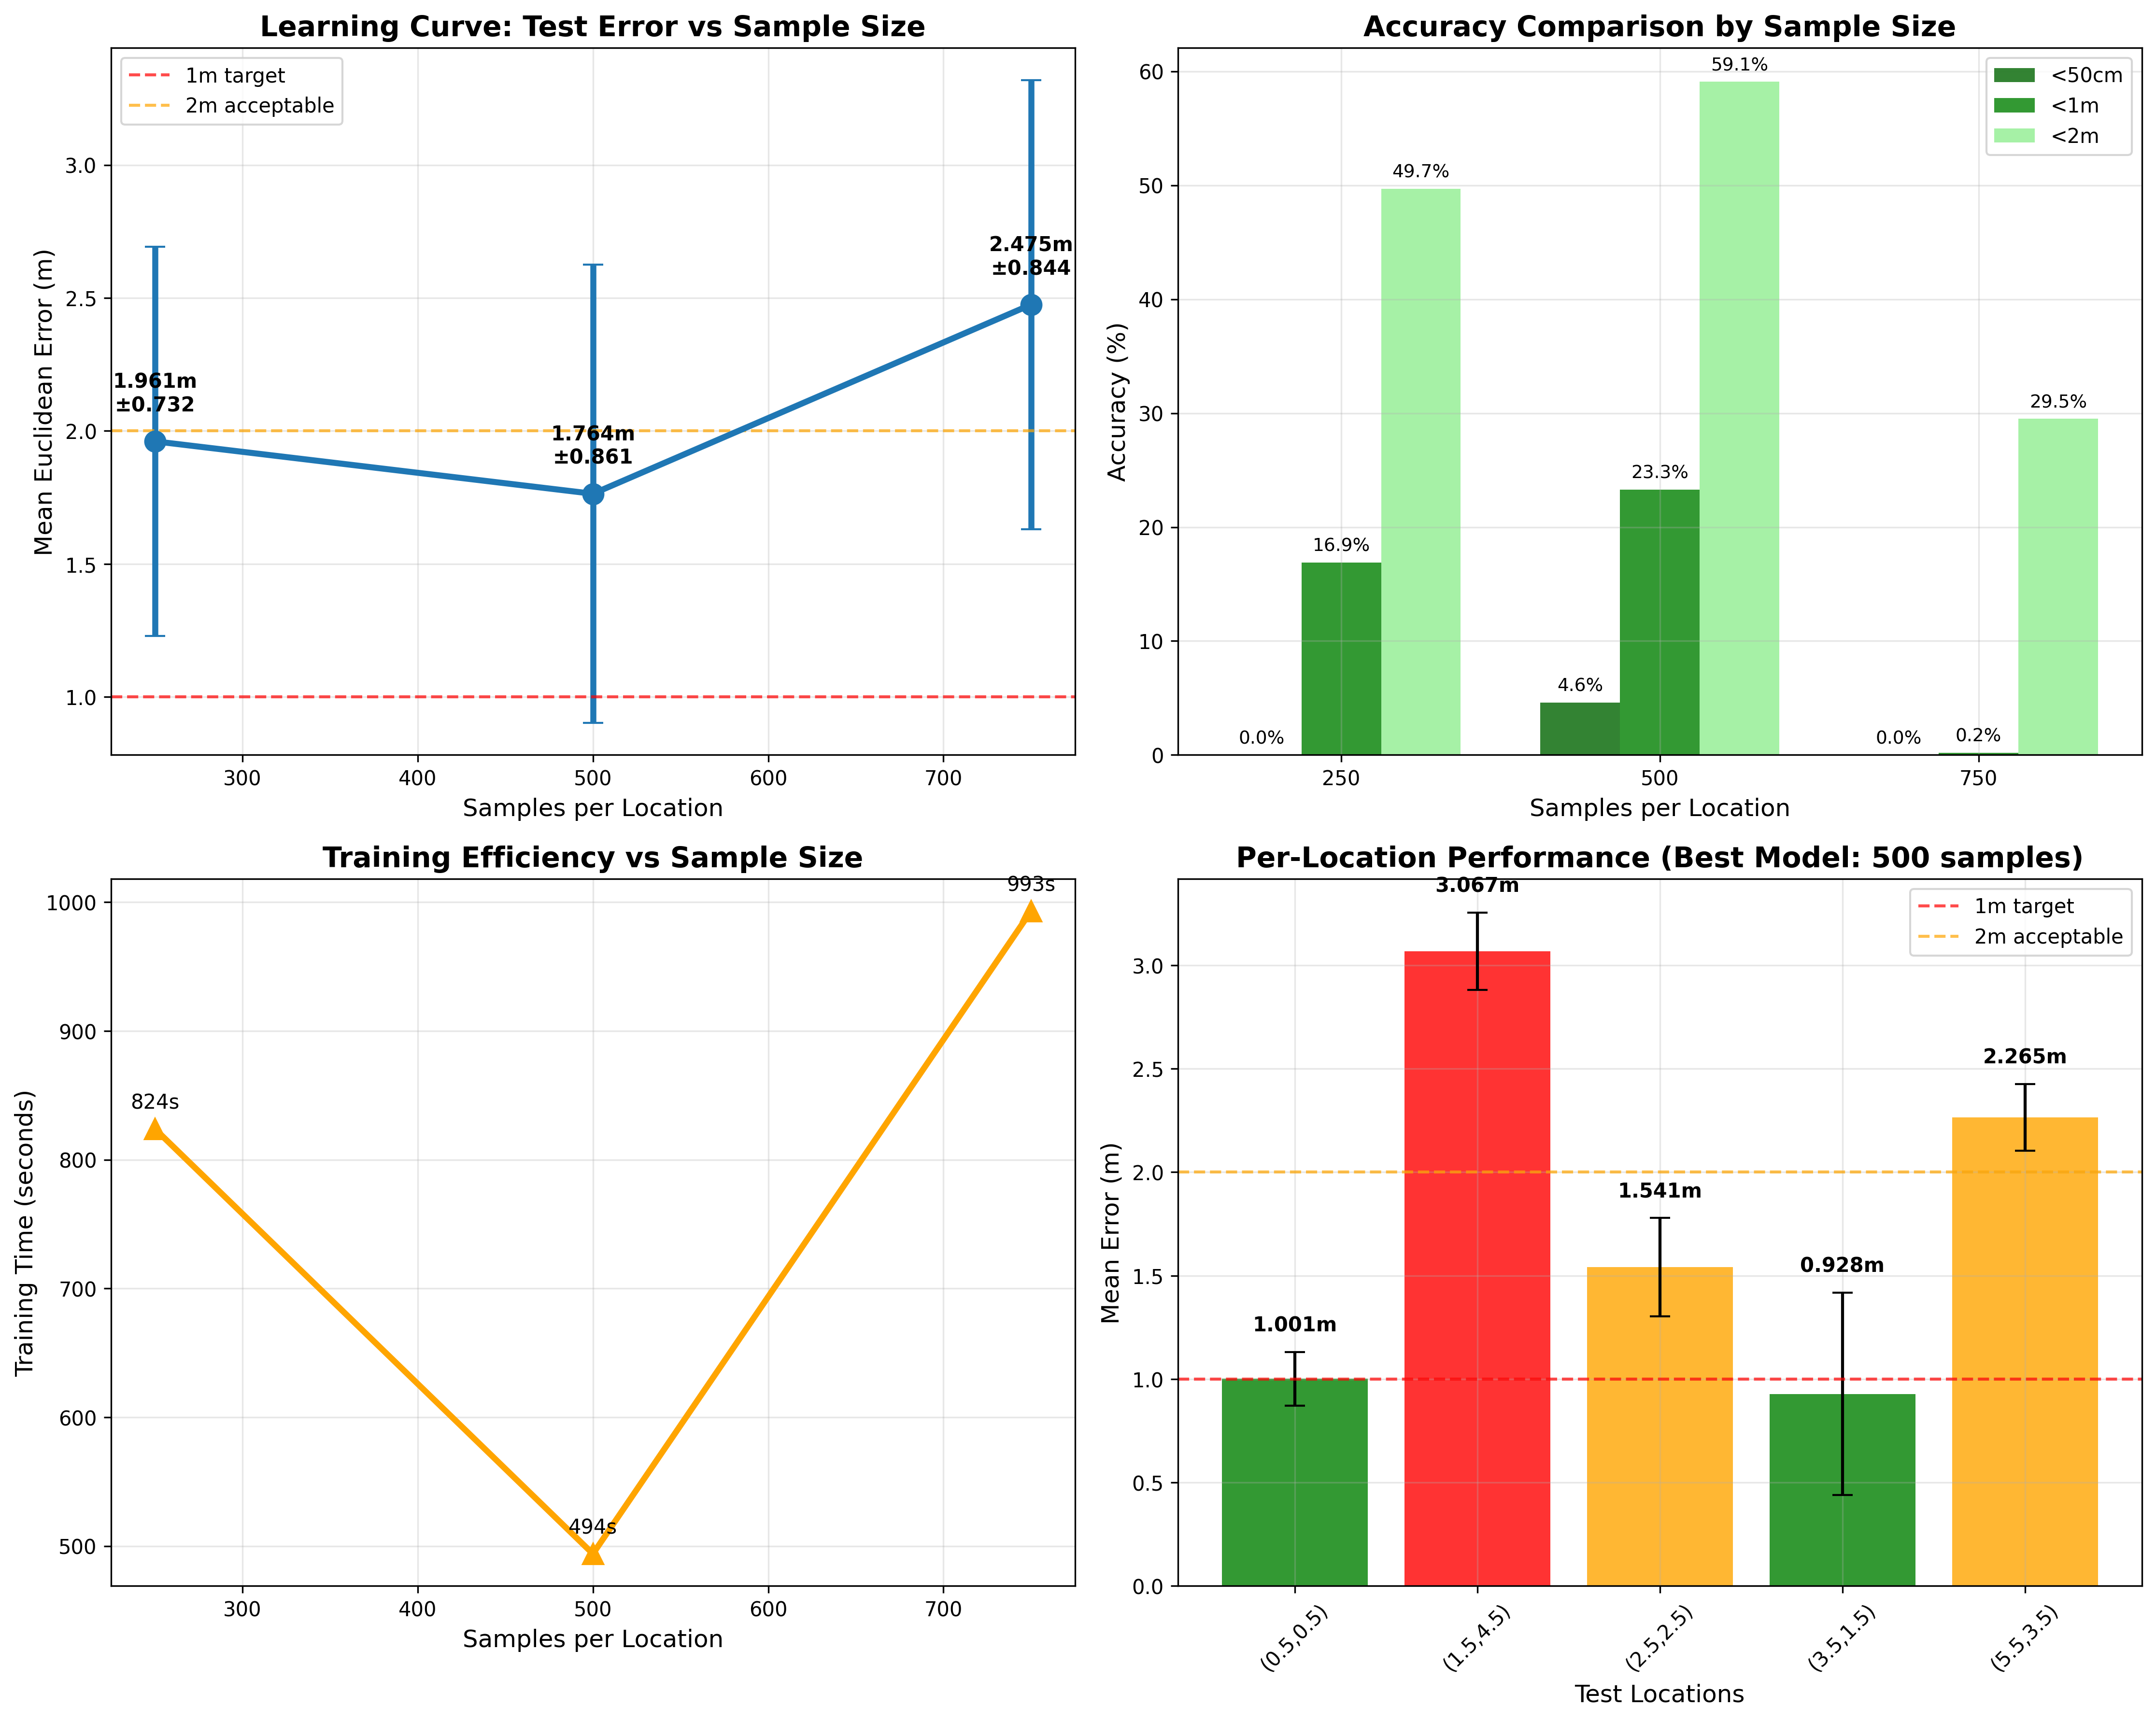 Learning Curve: Test Error vs Sample Size
1m target
2m acceptable
Mean Euclidean Error (m)
3.0
2.5
2.0
1.5
1.0
1.961m
±0.732
1.764m
±0.861
2.475m
±0.844
300
400
500
600
700
Samples per Location
Accuracy Comparison by Sample Size
<50cm
<1m
<2m
Accuracy (%)
60
50
40
30
20
10
0
0.0%
16.9%
49.7%
4.6%
23.3%
59.1%
0.0%
0.2%
29.5%
250
500
750
Samples per Location
Training Efficiency vs Sample Size
Training Time (seconds)
1000
900
800
700
600
500
824s
494s
993s
300
400
500
600
700
Samples per Location
Per-Location Performance (Best Model: 500 samples)
1m target
2m acceptable
Mean Error (m)
3.0
2.5
2.0
1.5
1.0
0.5
0.0
1.001m
3.067m
1.541m
0.928m
2.265m
(0.5,0.5)
(1.5,4.5)
(2.5,2.5)
(3.5,1.5)
(5.5,3.5)
Test Locations